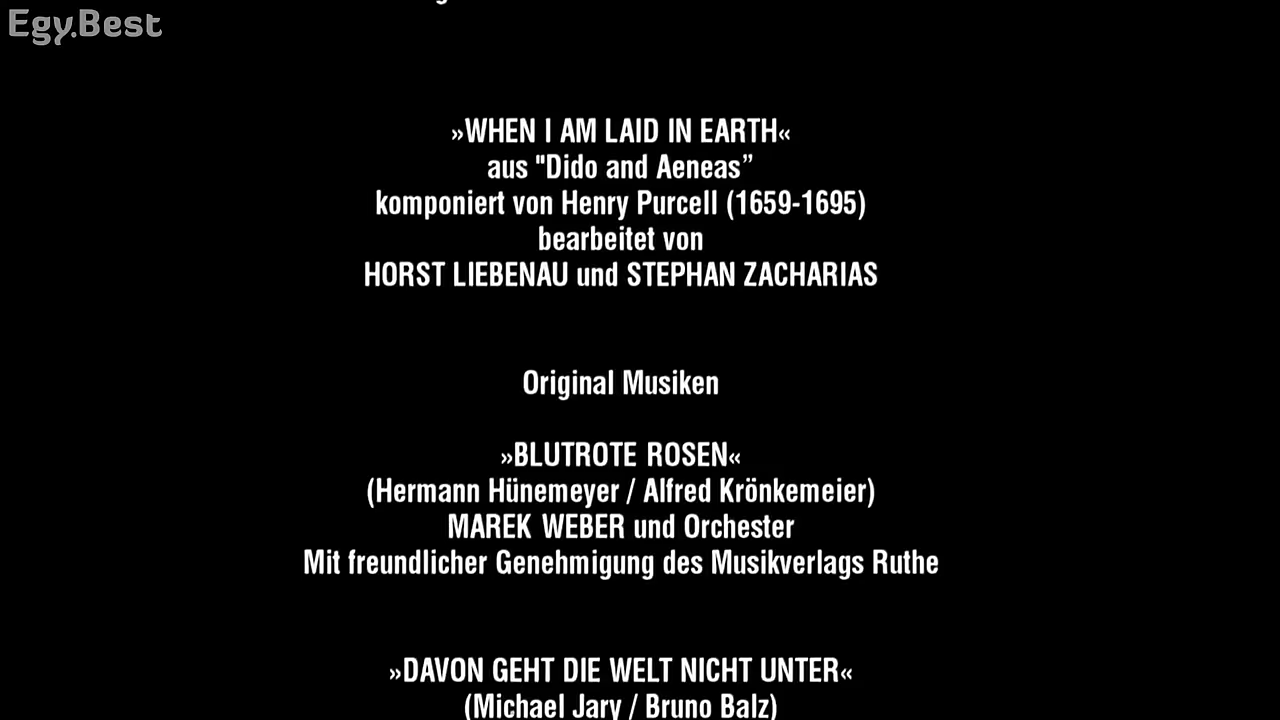 Egy.Best
»WHEN I AM LAID IN EARTH«
aus "Dido and Aeneas”
komponiert von Henry Purcell (1659-1695)
bearbeitet von
HORST LIEBENAU und STEPHAN ZACHARIAS
Original Musiken
»BLUTROTE ROSEN«
(Hermann Hünemeyer / Alfred Krönkemeier)
MAREK WEBER und Orchester
Mit freundlicher Genehmigung des Musikverlags Ruthe
»DAVON GEHT DIE WELT NICHT UNTER«
(Michael Jary / Bruno Balz)